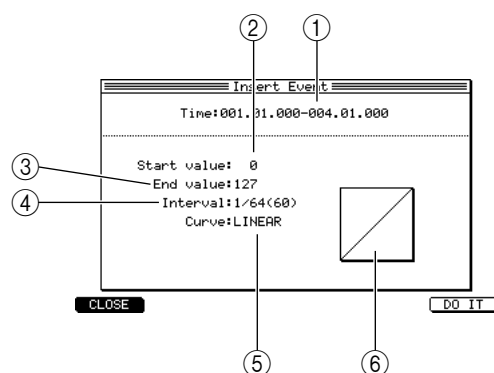 ② ①
Insert Event
Time:001.01.000-004.01.000
Start value: 0
③ End value:127
④ Interval:1/64(60)
Curve:LINEAR
CLOSE DO IT
⑤ ⑥